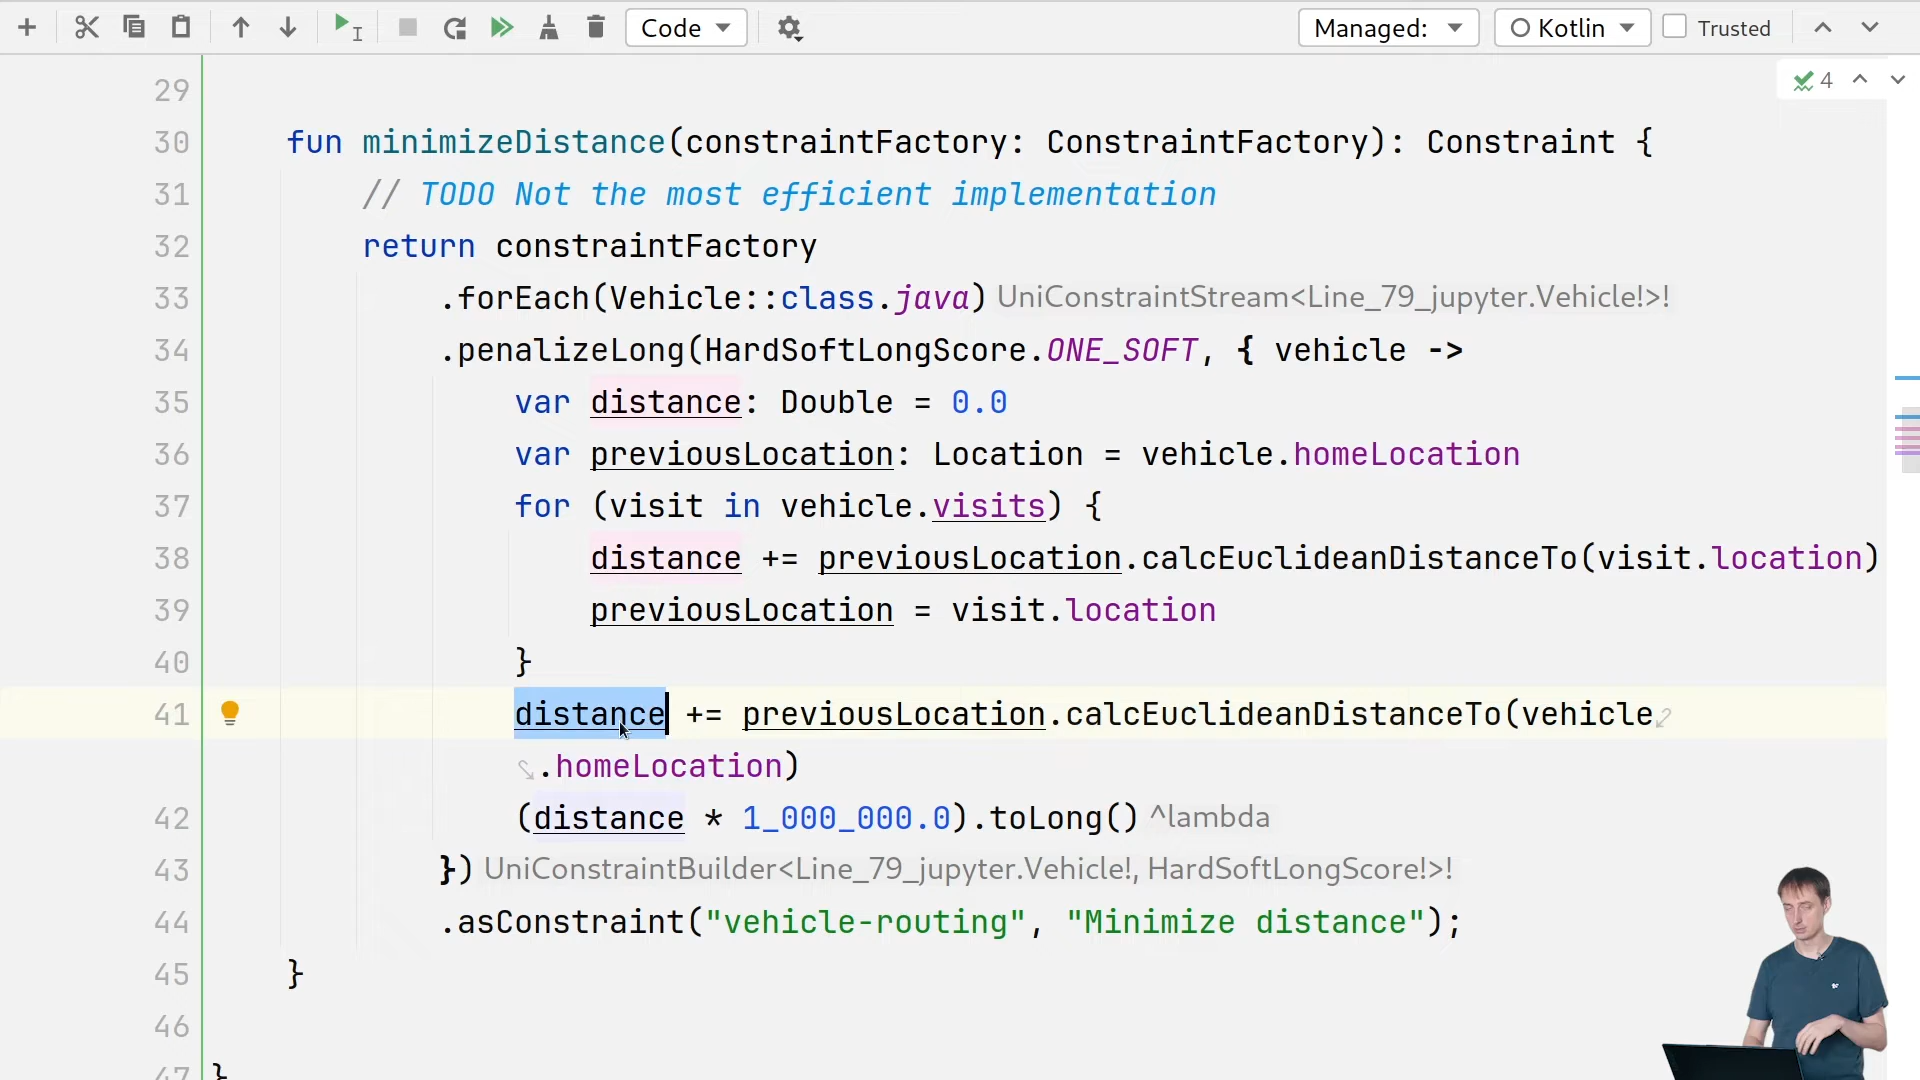 Code
Managed:
Kotlin
Trusted
4
29
30 fun minimizeDistance(constraintFactory: ConstraintFactory): Constraint {
31 // TODO Not the most efficient implementation
32 return constraintFactory
33 .forEach(Vehicle::class.java) UniConstraintStream<Line_79_jupyter.Vehicle!>!
34 .penalizeLong(HardSoftLongScore.ONE_SOFT, { vehicle ->
35 var distance: Double = 0.0
36 var previousLocation: Location = vehicle.homeLocation
37 for (visit in vehicle.visits) {
38 distance += previousLocation.calcEuclideanDistanceTo(visit.location)
39 previousLocation = visit.location
40 }
41 distance += previousLocation.calcEuclideanDistanceTo(vehicle
.homeLocation)
42 (distance * 1_000_000.0).toLong() ^lambda
43 }) UniConstraintBuilder<Line_79_jupyter.Vehicle!, HardSoftLongScore!>!
44 .asConstraint("vehicle-routing", "Minimize distance");
45 }
46
47 }